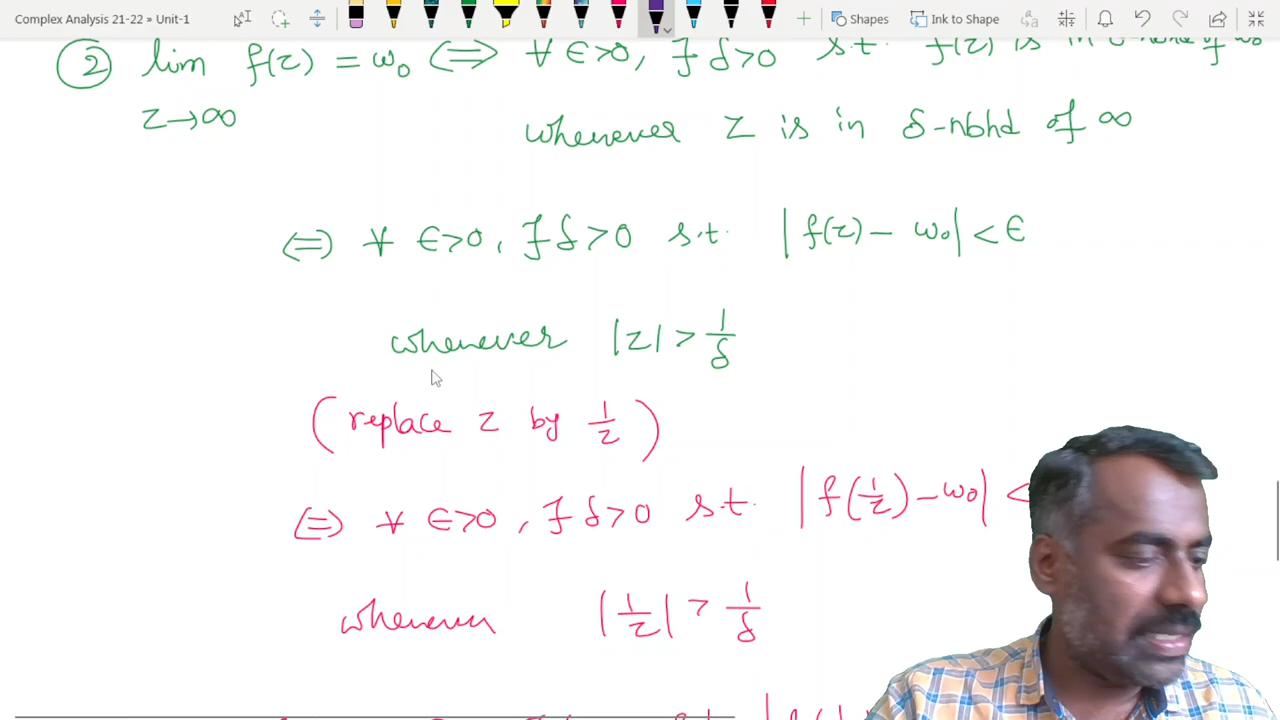 Complex Analysis 21-22 » Unit-1 Shapes Ink to Shape
② lim f(z) = w₀ ⟺ ∀ ε>0, ∃ δ>0 s.t. f(z) is in of w₀
z→∞
whenever z is in δ-nbhd of ∞
⟺ ∀ ε>0, ∃ δ>0 s.t. |f(z) − w₀| < ε
whenever |z| > 1/δ
(replace z by 1/z)
⟺ ∀ ε>0, ∃ δ>0 s.t. |f(1/z) − w₀| <
whenever |1/z| > 1/δ